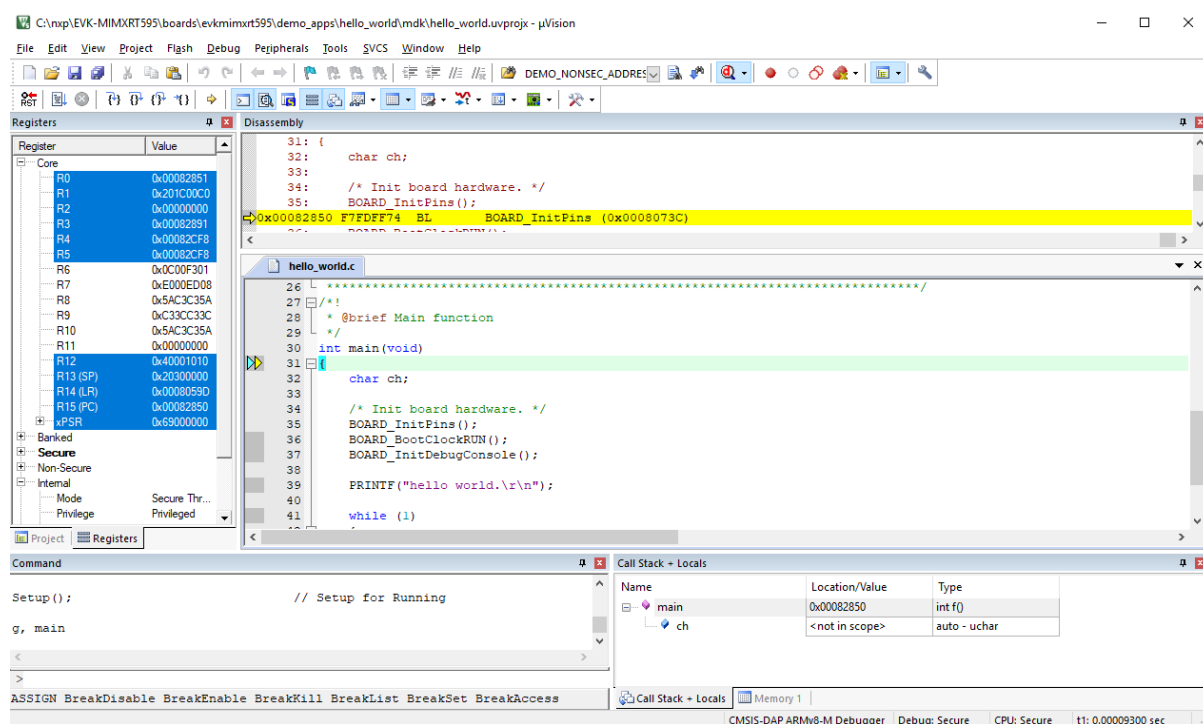 C:\nxp\EVK-MIMXRT595\boards\evkmimxrt595\demo_apps\hello_world\mdk\hello_world.uvprojx - µVision
File Edit View Project Flash Debug Peripherals Tools SVCS Window Help
DEMO_NONSEC_ADDRES
RST
Registers
Register Value
Core
R0 0x00082851
R1 0x201C00C0
R2 0x00000000
R3 0x00082891
R4 0x00082CF8
R5 0x00082CF8
R6 0x0C00F301
R7 0xE000ED08
R8 0x5AC3C35A
R9 0xC33CC33C
R10 0x5AC3C35A
R11 0x00000000
R12 0x40001010
R13 (SP) 0x20300000
R14 (LR) 0x0008059D
R15 (PC) 0x00082850
xPSR 0x69000000
Banked
Secure
Non-Secure
Internal
Mode Secure Thr...
Privilege Privileged
Project Registers
Disassembly
31: {
32: char ch;
33:
34: /* Init board hardware. */
35: BOARD_InitPins();
0x00082850 F7FDFF74 BL BOARD_InitPins (0x0008073C)
36: BOARD_BootClockRUN();
hello_world.c
26 ******************************************************************************/
27 /*!
28 * @brief Main function
29 */
30 int main(void)
31 {
32 char ch;
33
34 /* Init board hardware. */
35 BOARD_InitPins();
36 BOARD_BootClockRUN();
37 BOARD_InitDebugConsole();
38
39 PRINTF("hello world.\r\n");
40
41 while (1)
Command
Setup(); // Setup for Running
g, main
>
ASSIGN BreakDisable BreakEnable BreakKill BreakList BreakSet BreakAccess
Call Stack + Locals
Name Location/Value Type
main 0x00082850 int f()
ch <not in scope> auto - uchar
Call Stack + Locals Memory 1
CMSIS-DAP ARMv8-M Debugger Debug: Secure CPU: Secure t1: 0.00009300 sec